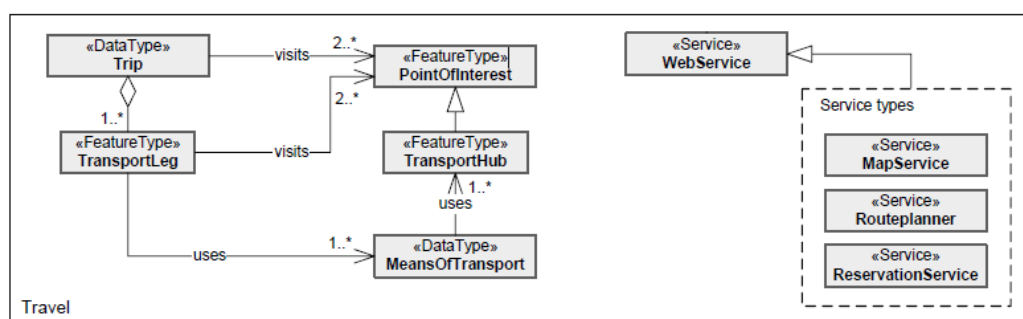 «DataType»
Trip
visits
2..*
«FeatureType»
PointOfInterest
2..*
1..*
«FeatureType»
TransportLeg
visits
«FeatureType»
TransportHub
1..*
uses
uses
1..*
«DataType»
MeansOfTransport
«Service»
WebService
Service types
«Service»
MapService
«Service»
Routeplanner
«Service»
ReservationService
Travel